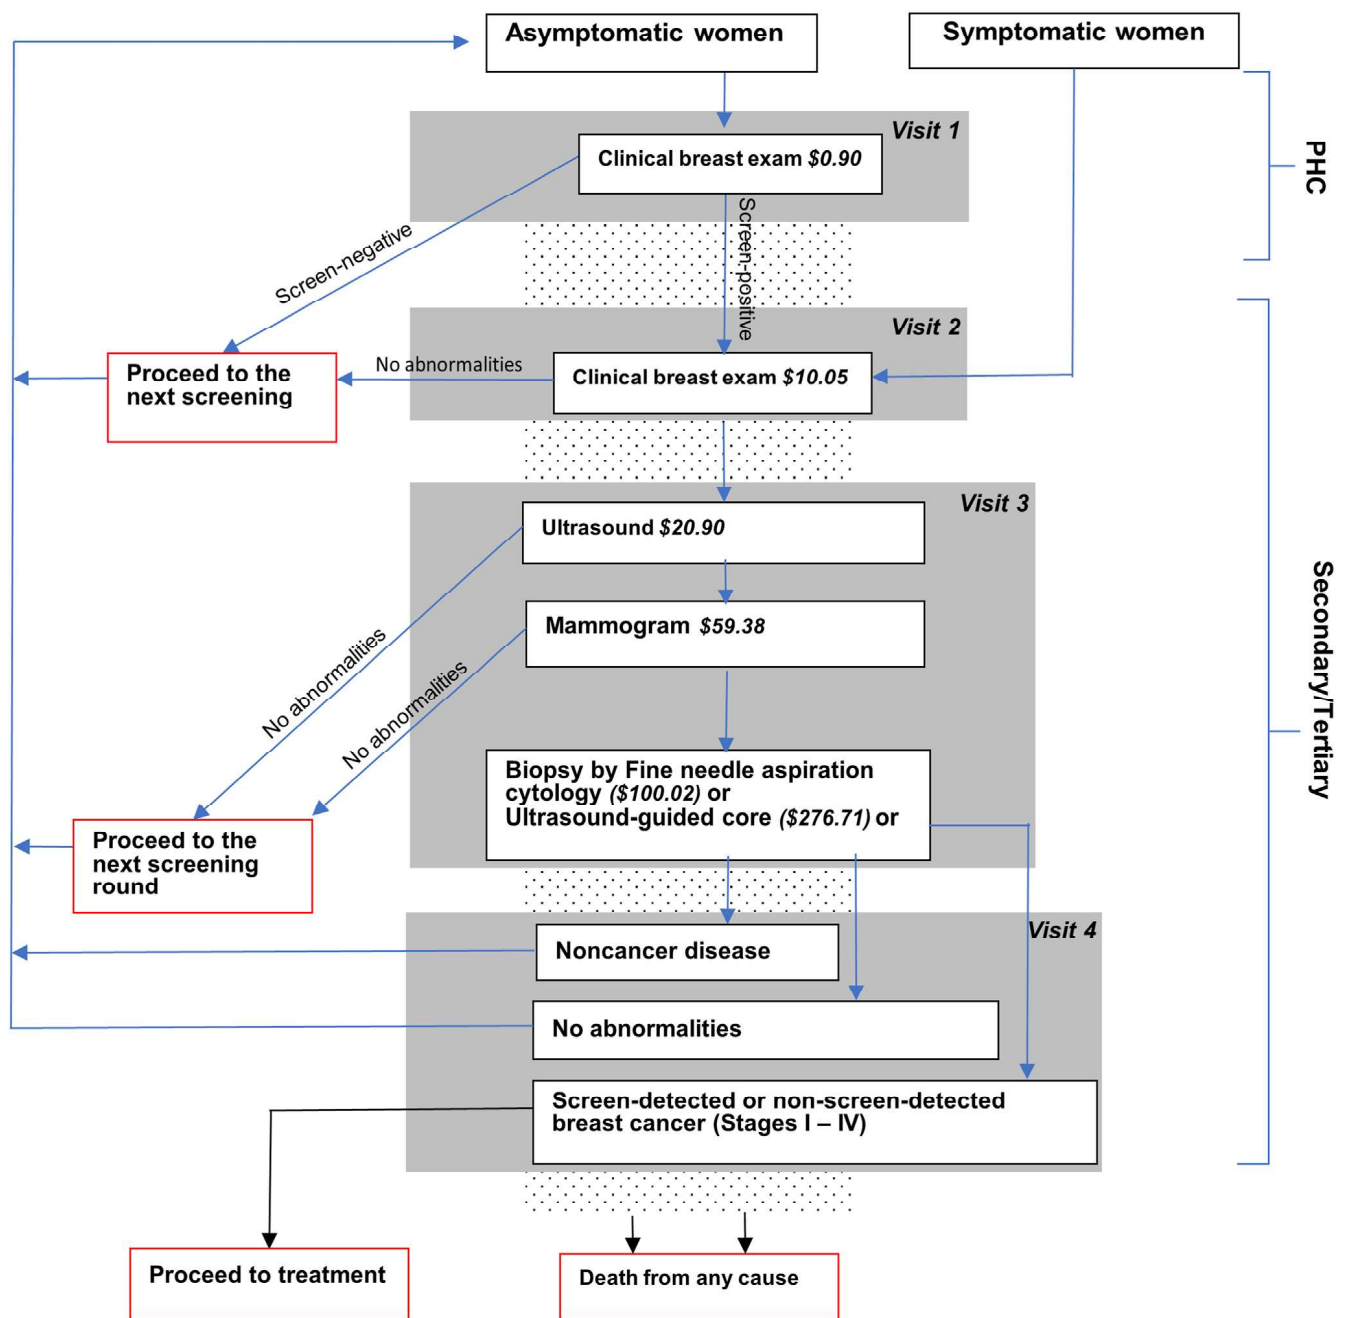 Asymptomatic women
Symptomatic women
Visit 1
Clinical breast exam $0.90
PHC
Screen-negative
Screen-positive
Visit 2
No abnormalities
Clinical breast exam $10.05
Proceed to the
next screening
Visit 3
Ultrasound $20.90
Mammogram $59.38
No abnormalities
No abnormalities
Secondary/Tertiary
Biopsy by Fine needle aspiration
cytology ($100.02) or
Ultrasound-guided core ($276.71) or
Proceed to the
next screening
round
Visit 4
Noncancer disease
No abnormalities
Screen-detected or non-screen-detected
breast cancer (Stages I – IV)
Proceed to treatment
Death from any cause